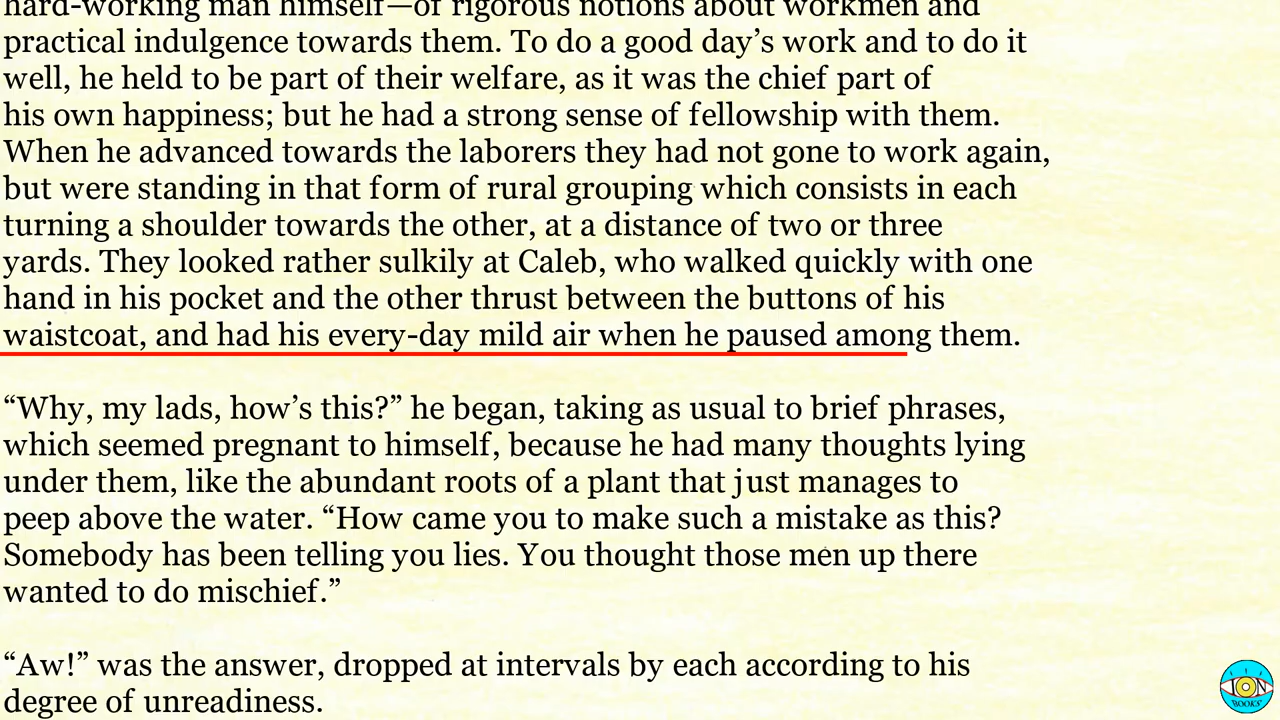 hard-working man himself—of rigorous notions about workmen and
practical indulgence towards them. To do a good day’s work and to do it
well, he held to be part of their welfare, as it was the chief part of
his own happiness; but he had a strong sense of fellowship with them.
When he advanced towards the laborers they had not gone to work again,
but were standing in that form of rural grouping which consists in each
turning a shoulder towards the other, at a distance of two or three
yards. They looked rather sulkily at Caleb, who walked quickly with one
hand in his pocket and the other thrust between the buttons of his
waistcoat, and had his every-day mild air when he paused among them.
“Why, my lads, how’s this?” he began, taking as usual to brief phrases,
which seemed pregnant to himself, because he had many thoughts lying
under them, like the abundant roots of a plant that just manages to
peep above the water. “How came you to make such a mistake as this?
Somebody has been telling you lies. You thought those men up there
wanted to do mischief.”
“Aw!” was the answer, dropped at intervals by each according to his
degree of unreadiness.
ION
BOOKS